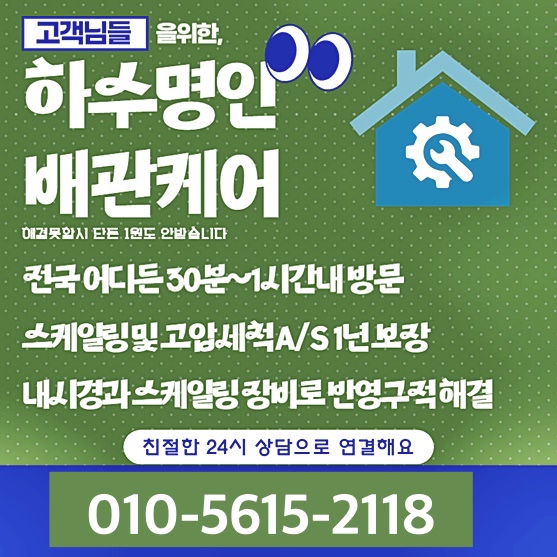 고객님들 을위한,
하수명인
배관케어
해결못할시 단돈 1원도 안받습니다
전국 어디든 30분~1시간내 방문
스케일링 및 고압세척 A/S 1년 보장
내시경과 스케일링 장비로 반영구적 해결
친절한 24시 상담으로 연결해요
010-5615-2118